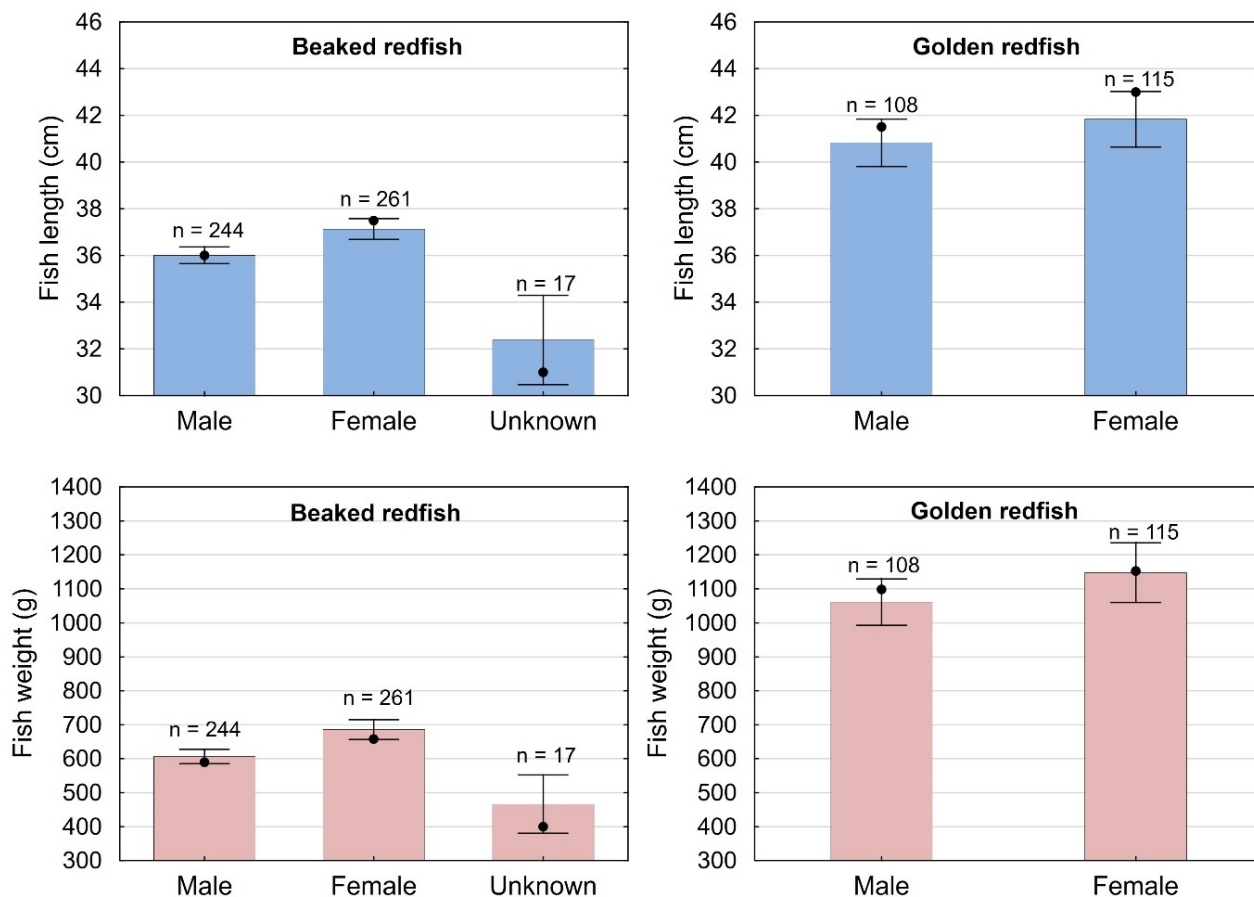 Beaked redfish
Fish length (cm)
46
44
42
40
38
36
34
32
30
n = 244
n = 261
n = 17
Male Female Unknown
Golden redfish
Fish length (cm)
46
44
42
40
38
36
34
32
30
n = 108
n = 115
Male Female
Beaked redfish
Fish weight (g)
1400
1300
1200
1100
1000
900
800
700
600
500
400
300
n = 244
n = 261
n = 17
Male Female Unknown
Golden redfish
Fish weight (g)
1400
1300
1200
1100
1000
900
800
700
600
500
400
300
n = 108
n = 115
Male Female